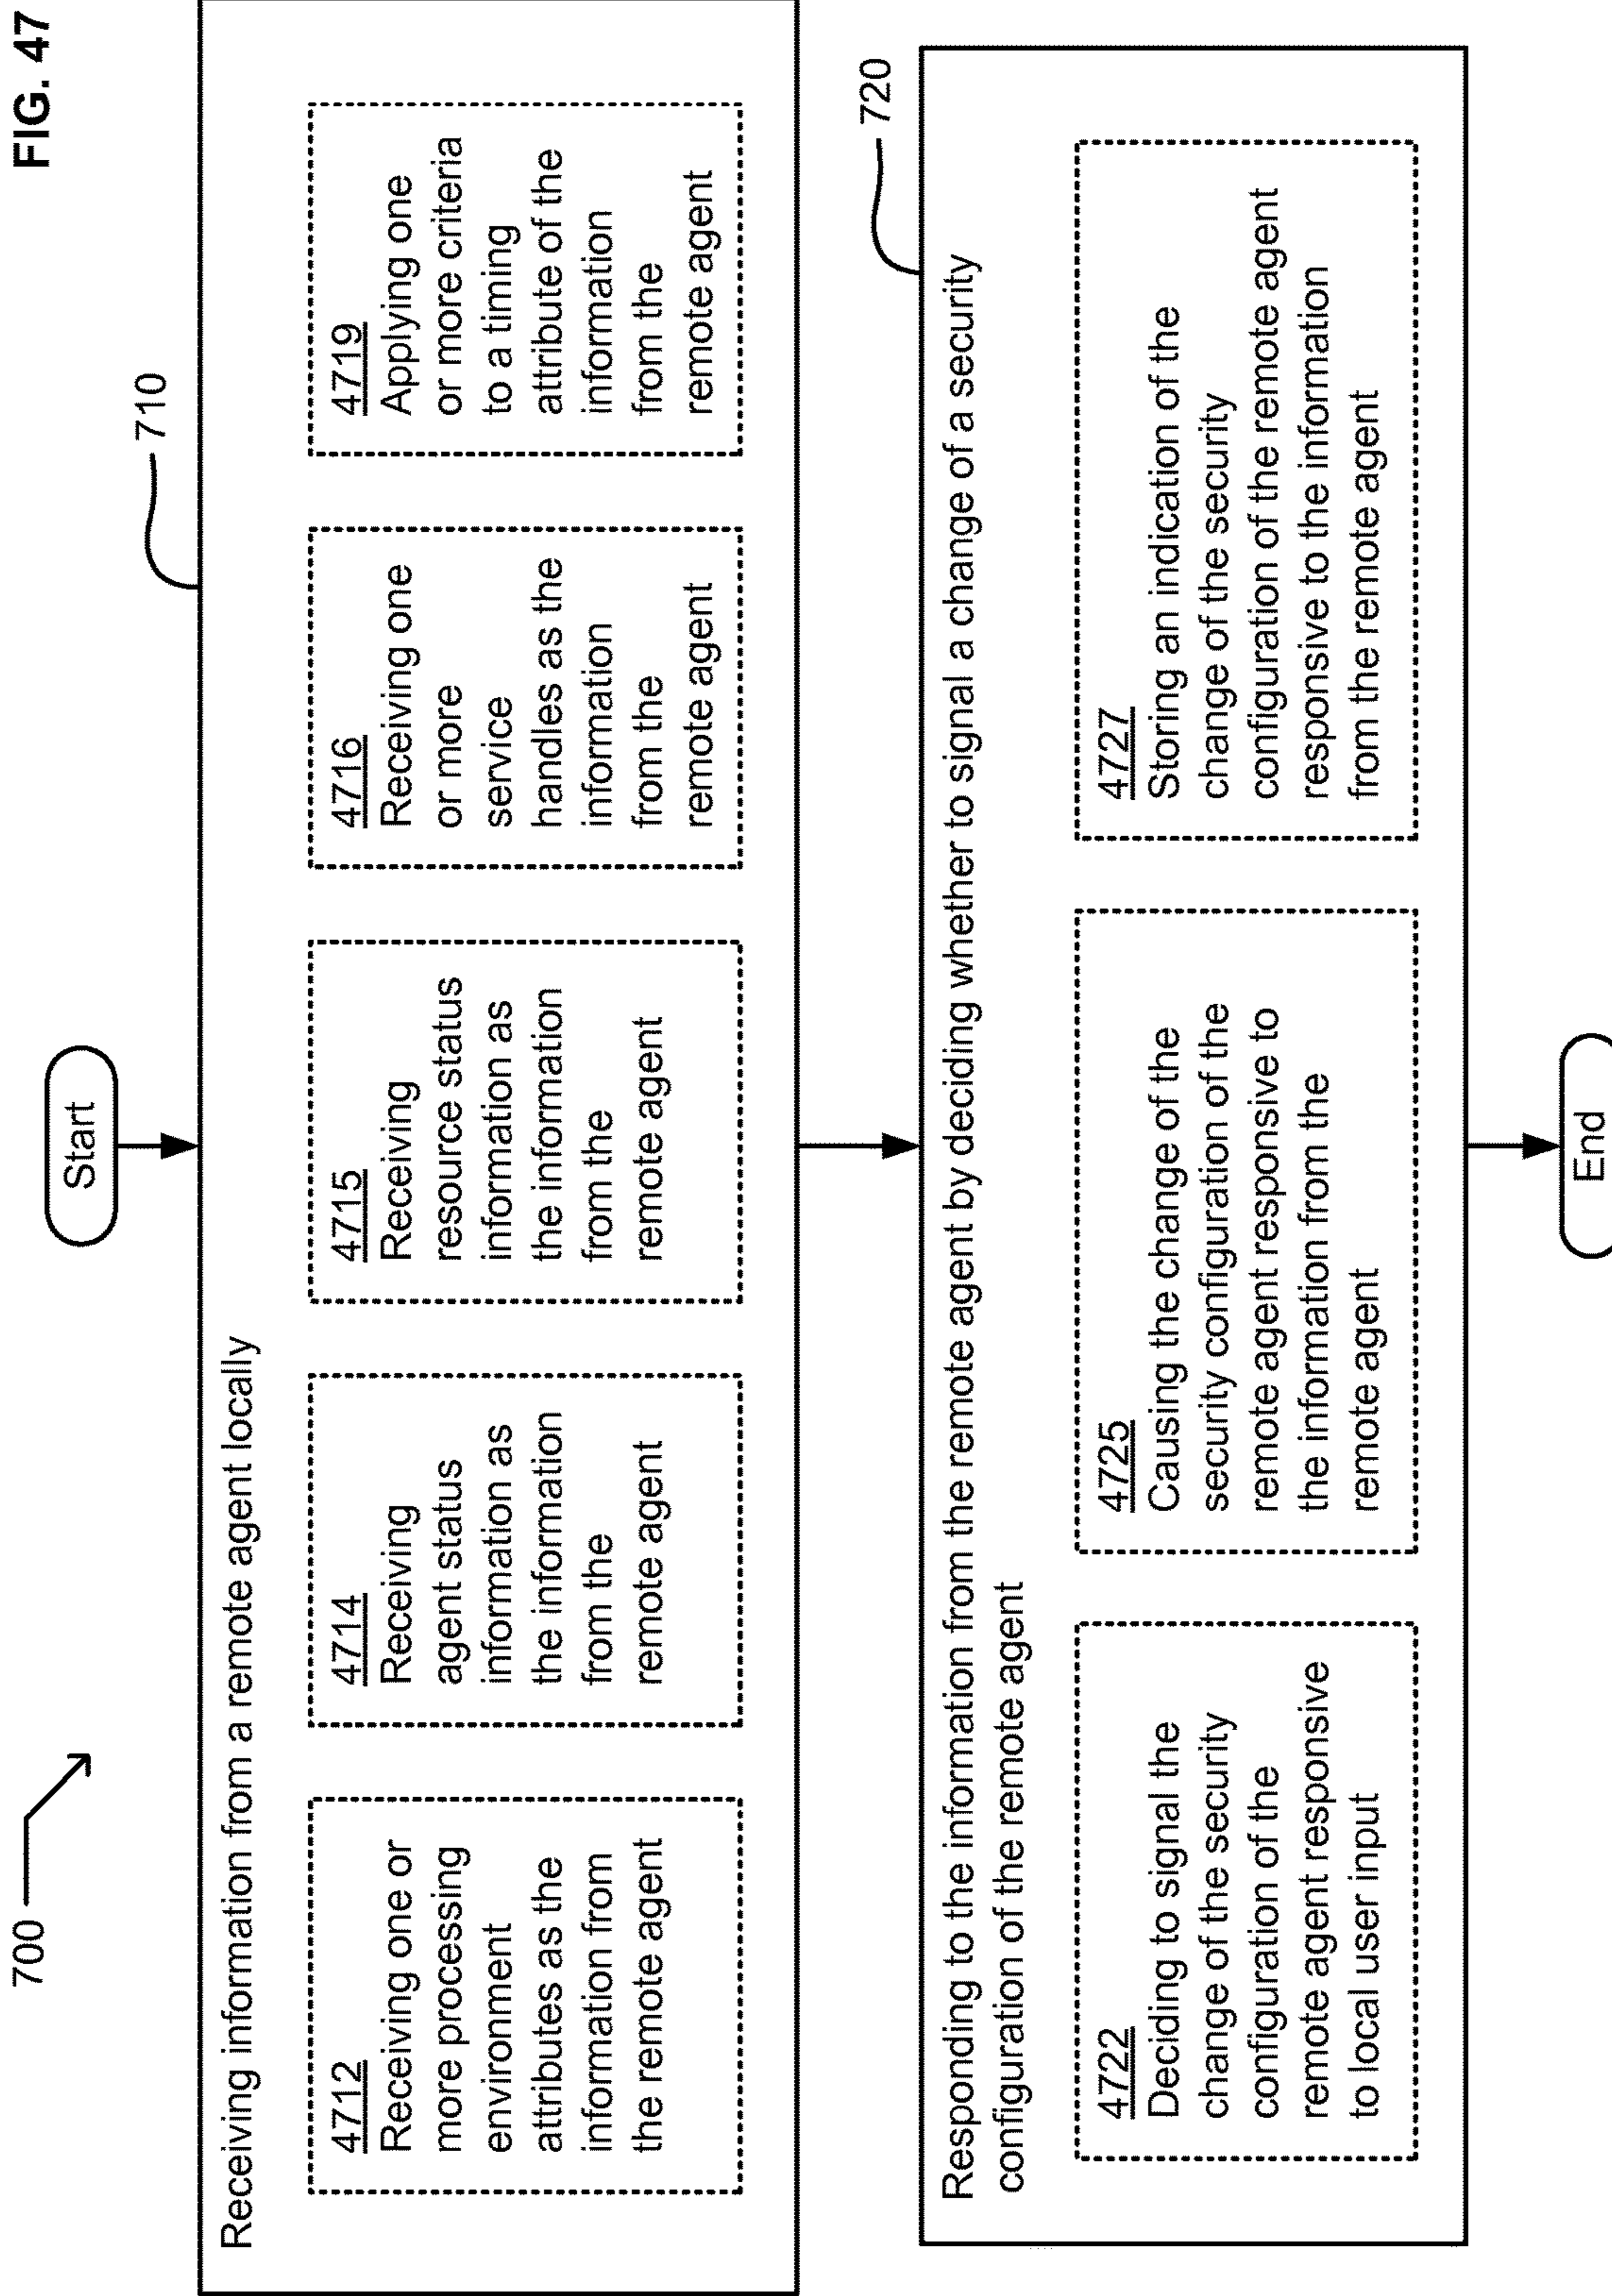 FIG. 47
700
Start
710
Receiving information from a remote agent locally
4712
Receiving one or
more processing
environment
attributes as the
information from
the remote agent
4714
Receiving
agent status
information as
the information
from the
remote agent
4715
Receiving
resource status
information as
the information
from the
remote agent
4716
Receiving one
or more
service
handles as the
information
from the
remote agent
4719
Applying one
or more criteria
to a timing
attribute of the
information
from the
remote agent
720
Responding to the information from the remote agent by deciding whether to signal a change of a security
configuration of the remote agent
4722
Deciding to signal the
change of the security
configuration of the
remote agent responsive
to local user input
4725
Causing the change of the
security configuration of the
remote agent responsive to
the information from the
remote agent
4727
Storing an indication of the
change of the security
configuration of the remote agent
responsive to the information
from the remote agent
End